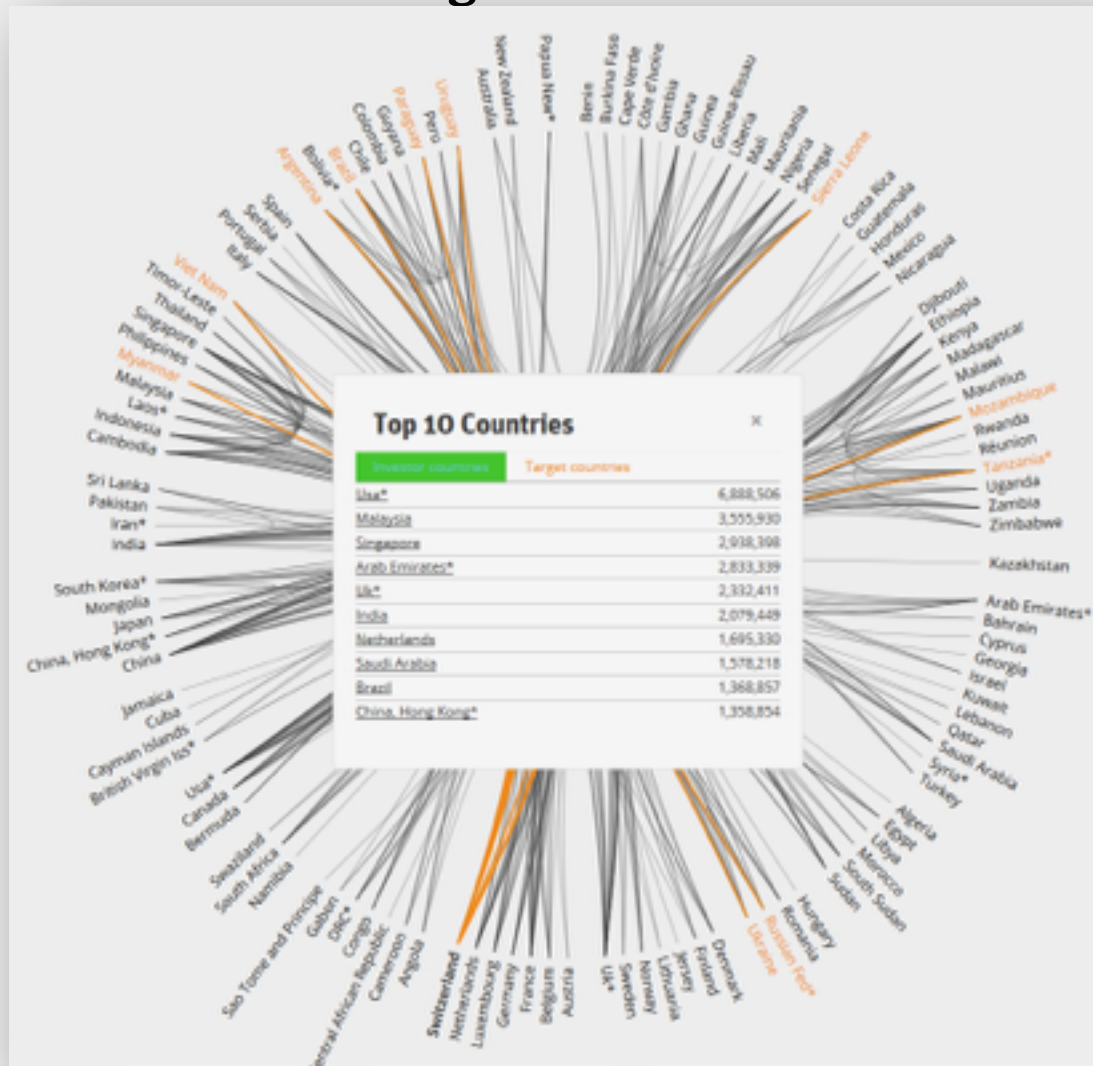 Top 10 Countries
×
Investor countries Target countries
Usa* 6,888,506
Malaysia 3,555,930
Singapore 2,938,398
Arab Emirates* 2,833,339
Uk* 2,332,411
India 2,079,449
Netherlands 1,695,330
Saudi Arabia 1,578,218
Brazil 1,368,857
China, Hong Kong* 1,358,854
Australia
New Zealand
Papua New*
Benin
Burkina Faso
Cape Verde
Côte d'Ivoire
Gambia
Ghana
Guinea
Guinea-Bissau
Liberia
Mali
Mauritania
Nigeria
Senegal
Sierra Leone
Costa Rica
Guatemala
Honduras
Mexico
Nicaragua
Djibouti
Ethiopia
Kenya
Madagascar
Malawi
Mauritius
Mozambique
Rwanda
Réunion
Tanzania*
Uganda
Zambia
Zimbabwe
Kazakhstan
Arab Emirates*
Bahrain
Cyprus
Georgia
Israel
Kuwait
Lebanon
Qatar
Saudi Arabia
Syria*
Turkey
Algeria
Egypt
Libya
Morocco
South Sudan
Sudan
Hungary
Romania
Russian Fed*
Ukraine
Denmark
Finland
Jersey
Lithuania
Norway
Sweden
Uk*
Austria
Belgium
France
Germany
Luxembourg
Netherlands
Switzerland
Angola
Cameroon
entral African Republic
Congo
DRC*
Gabon
Sao Tome and Principe
Namibia
South Africa
Swaziland
Bermuda
Canada
Usa*
British Virgin Iss*
Cayman Islands
Cuba
Jamaica
China
China, Hong Kong*
Japan
Mongolia
South Korea*
India
Iran*
Pakistan
Sri Lanka
Cambodia
Indonesia
Laos*
Malaysia
Myanmar
Philippines
Singapore
Thailand
Timor-Leste
Viet Nam
Italy
Portugal
Serbia
Spain
Argentina
Bolivia*
Brazil
Chile
Colombia
Guyana
Paraguay
Peru
Uruguay